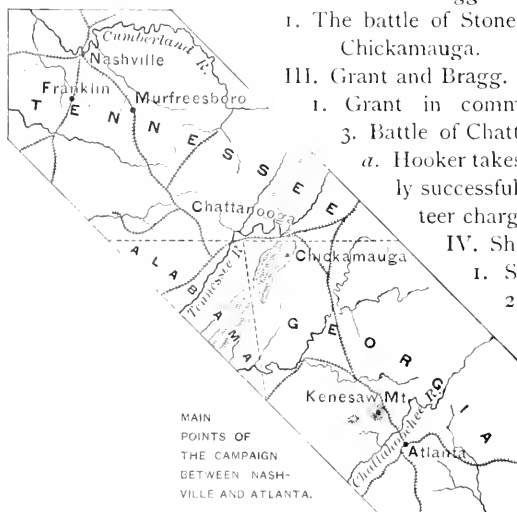 1. The battle of Stone
Chickamauga.
III. Grant and Bragg.
1. Grant in comm
3. Battle of Chatt
a. Hooker takes
ly successful
teer charg
IV. Sh
1. S
2
Cumberland R.
Nashville
Franklin
Murfreesboro
TENNESSEE
Chattanooga
Chickamauga
ALABAMA
Tennessee R.
GEORGIA
Kenesaw Mt.
Chattahooched R.
Atlanta
MAIN
POINTS OF
THE CAMPAIGN
BETWEEN NASH-
VILLE AND ATLANTA.